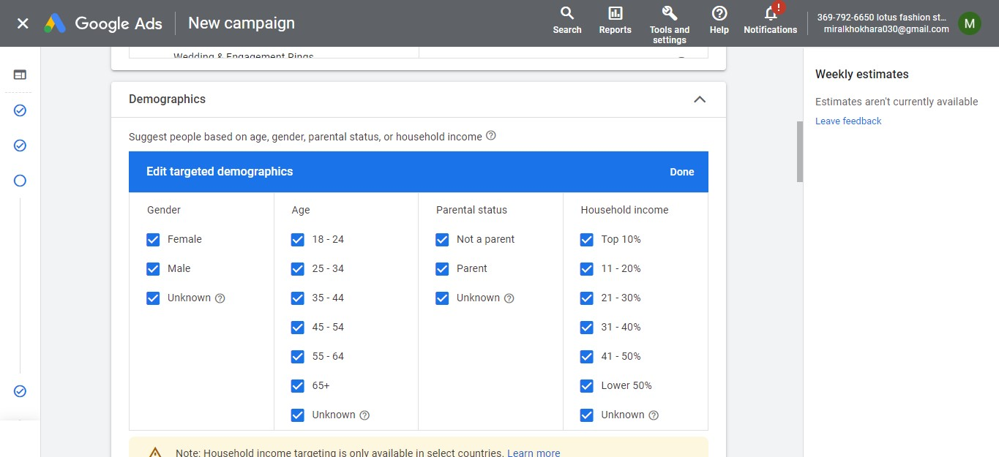 Google Ads
New campaign
Search
Reports
Tools and
settings
Help
!
Notifications
369-792-6650 lotus fashion st...
miralkhokhara030@gmail.com
M
Wedding & Engagement Rings
Demographics
Suggest people based on age, gender, parental status, or household income
Edit targeted demographics
Done
Gender
Female
Male
Unknown
Age
18 - 24
25 - 34
35 - 44
45 - 54
55 - 64
65+
Unknown
Parental status
Not a parent
Parent
Unknown
Household income
Top 10%
11 - 20%
21 - 30%
31 - 40%
41 - 50%
Lower 50%
Unknown
Note: Household income targeting is only available in select countries. Learn more
Weekly estimates
Estimates aren't currently available
Leave feedback